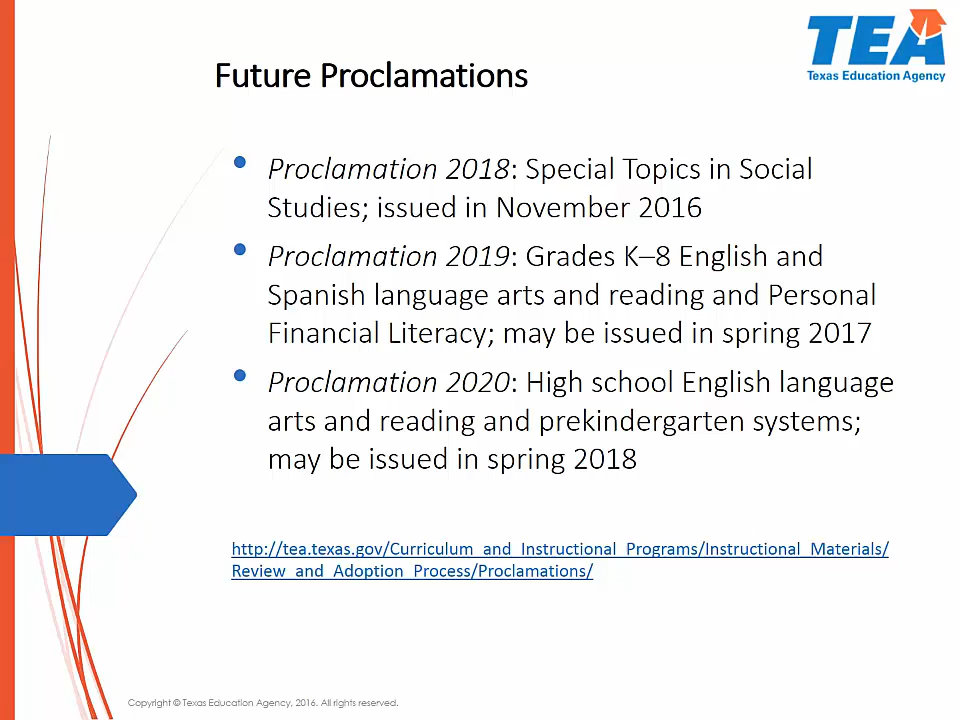 TEA
Texas Education Agency
Future Proclamations
• Proclamation 2018: Special Topics in Social
Studies; issued in November 2016
• Proclamation 2019: Grades K–8 English and
Spanish language arts and reading and Personal
Financial Literacy; may be issued in spring 2017
• Proclamation 2020: High school English language
arts and reading and prekindergarten systems;
may be issued in spring 2018
http://tea.texas.gov/Curriculum_and_Instructional_Programs/Instructional_Materials/
Review_and_Adoption_Process/Proclamations/
Copyright © Texas Education Agency, 2016. All rights reserved.